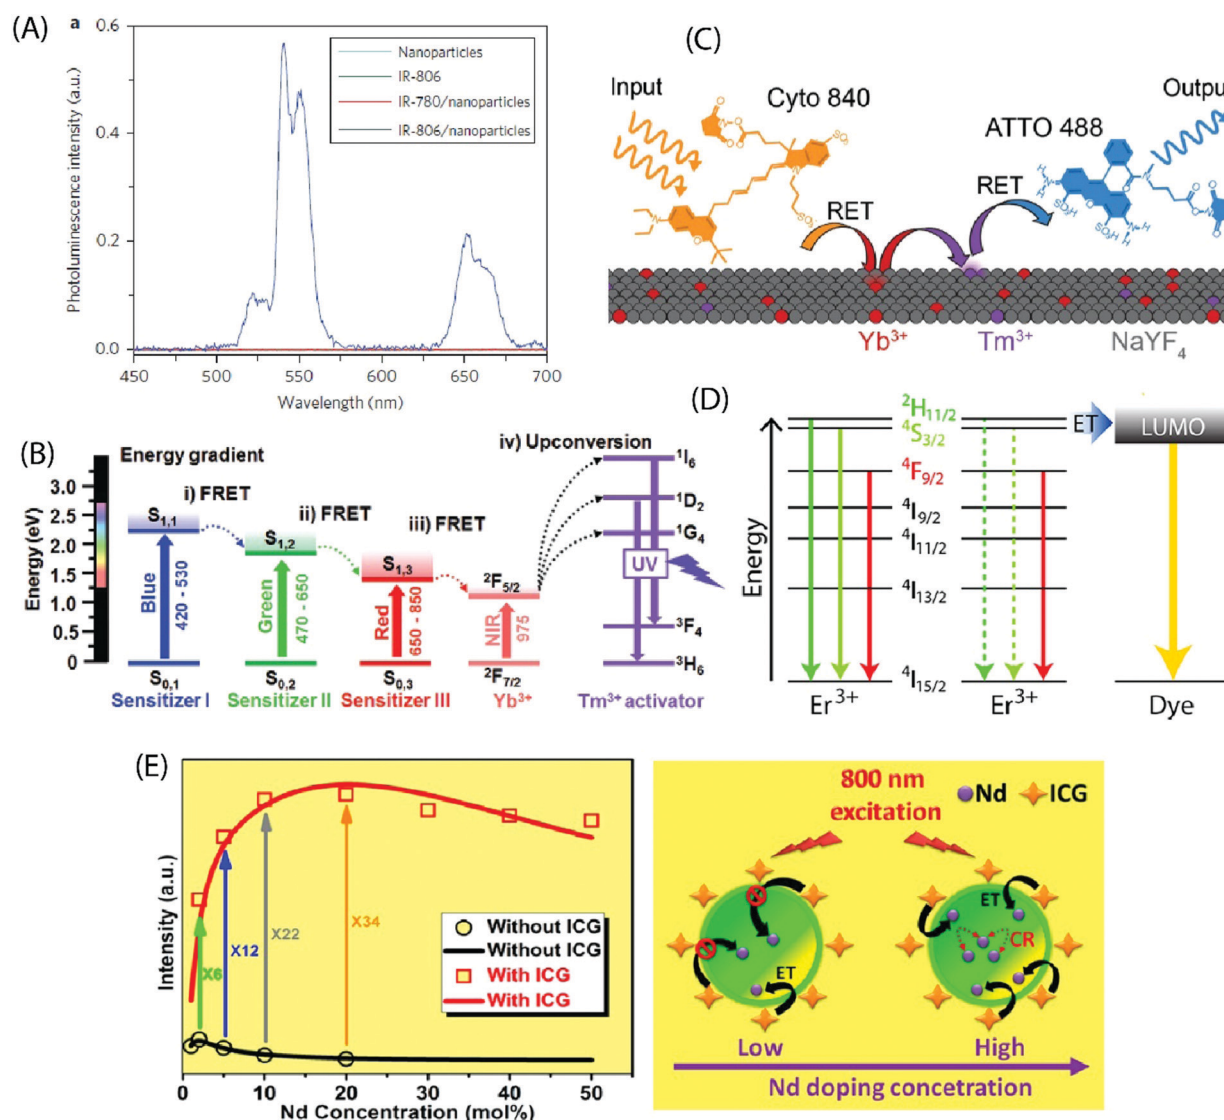 (A)
a
0.6
0.4
0.2
0.0
450
500
550
600
650
700
Photoluminescence intensity (a.u.)
Wavelength (nm)
Nanoparticles
IR-806
IR-780/nanoparticles
IR-806/nanoparticles
(C)
Input
Cyto 840
ATTO 488
Output
RET
RET
Yb³⁺
Tm³⁺
NaYF₄
(B)
Energy gradient
i) FRET
ii) FRET
iii) FRET
iv) Upconversion
Energy (eV)
3.0
2.5
2.0
1.5
1.0
0.5
0
S₁,₁
S₁,₂
S₁,₃
²F₅/₂
Blue
420 - 530
Green
470 - 650
Red
650 - 850
NIR
975
S₀,₁
S₀,₂
S₀,₃
²F₇/₂
Sensitizer I
Sensitizer II
Sensitizer III
Yb³⁺
Tm³⁺ activator
¹I₆
¹D₂
¹G₄
UV
³F₄
³H₆
(D)
Energy
²H₁₁/₂
⁴S₃/₂
⁴F₉/₂
⁴I₉/₂
⁴I₁₁/₂
⁴I₁₃/₂
⁴I₁₅/₂
ET
LUMO
Er³⁺
Er³⁺
Dye
(E)
Intensity (a.u.)
X6
X12
X22
X34
Without ICG
Without ICG
With ICG
With ICG
0
10
20
30
40
50
Nd Concentration (mol%)
800 nm
excitation
Nd
ICG
ET
ET
CR
Low
High
Nd doping concetration